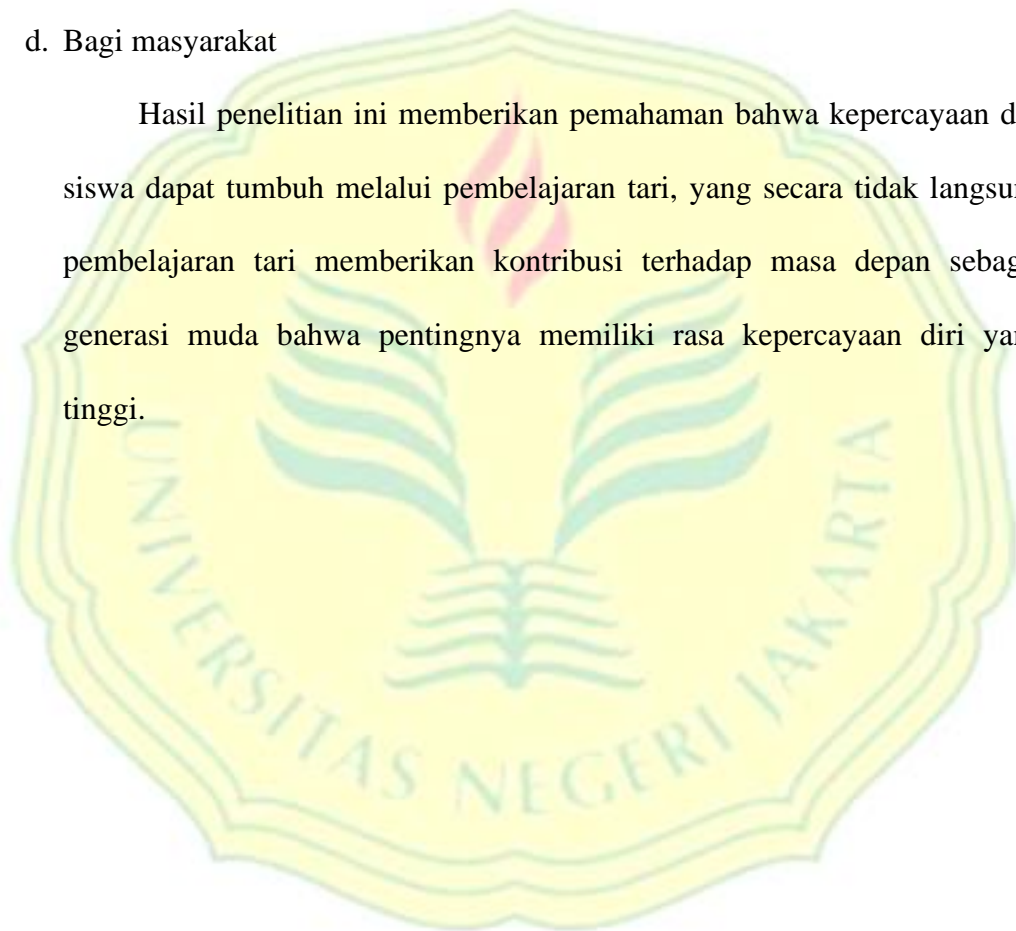 d. Bagi masyarakat
Hasil penelitian ini memberikan pemahaman bahwa kepercayaan d
siswa dapat tumbuh melalui pembelajaran tari, yang secara tidak langsu
pembelajaran tari memberikan kontribusi terhadap masa depan sebag
generasi muda bahwa pentingnya memiliki rasa kepercayaan diri yan
tinggi.
UNIVERSITAS NEGERI JAKARTA